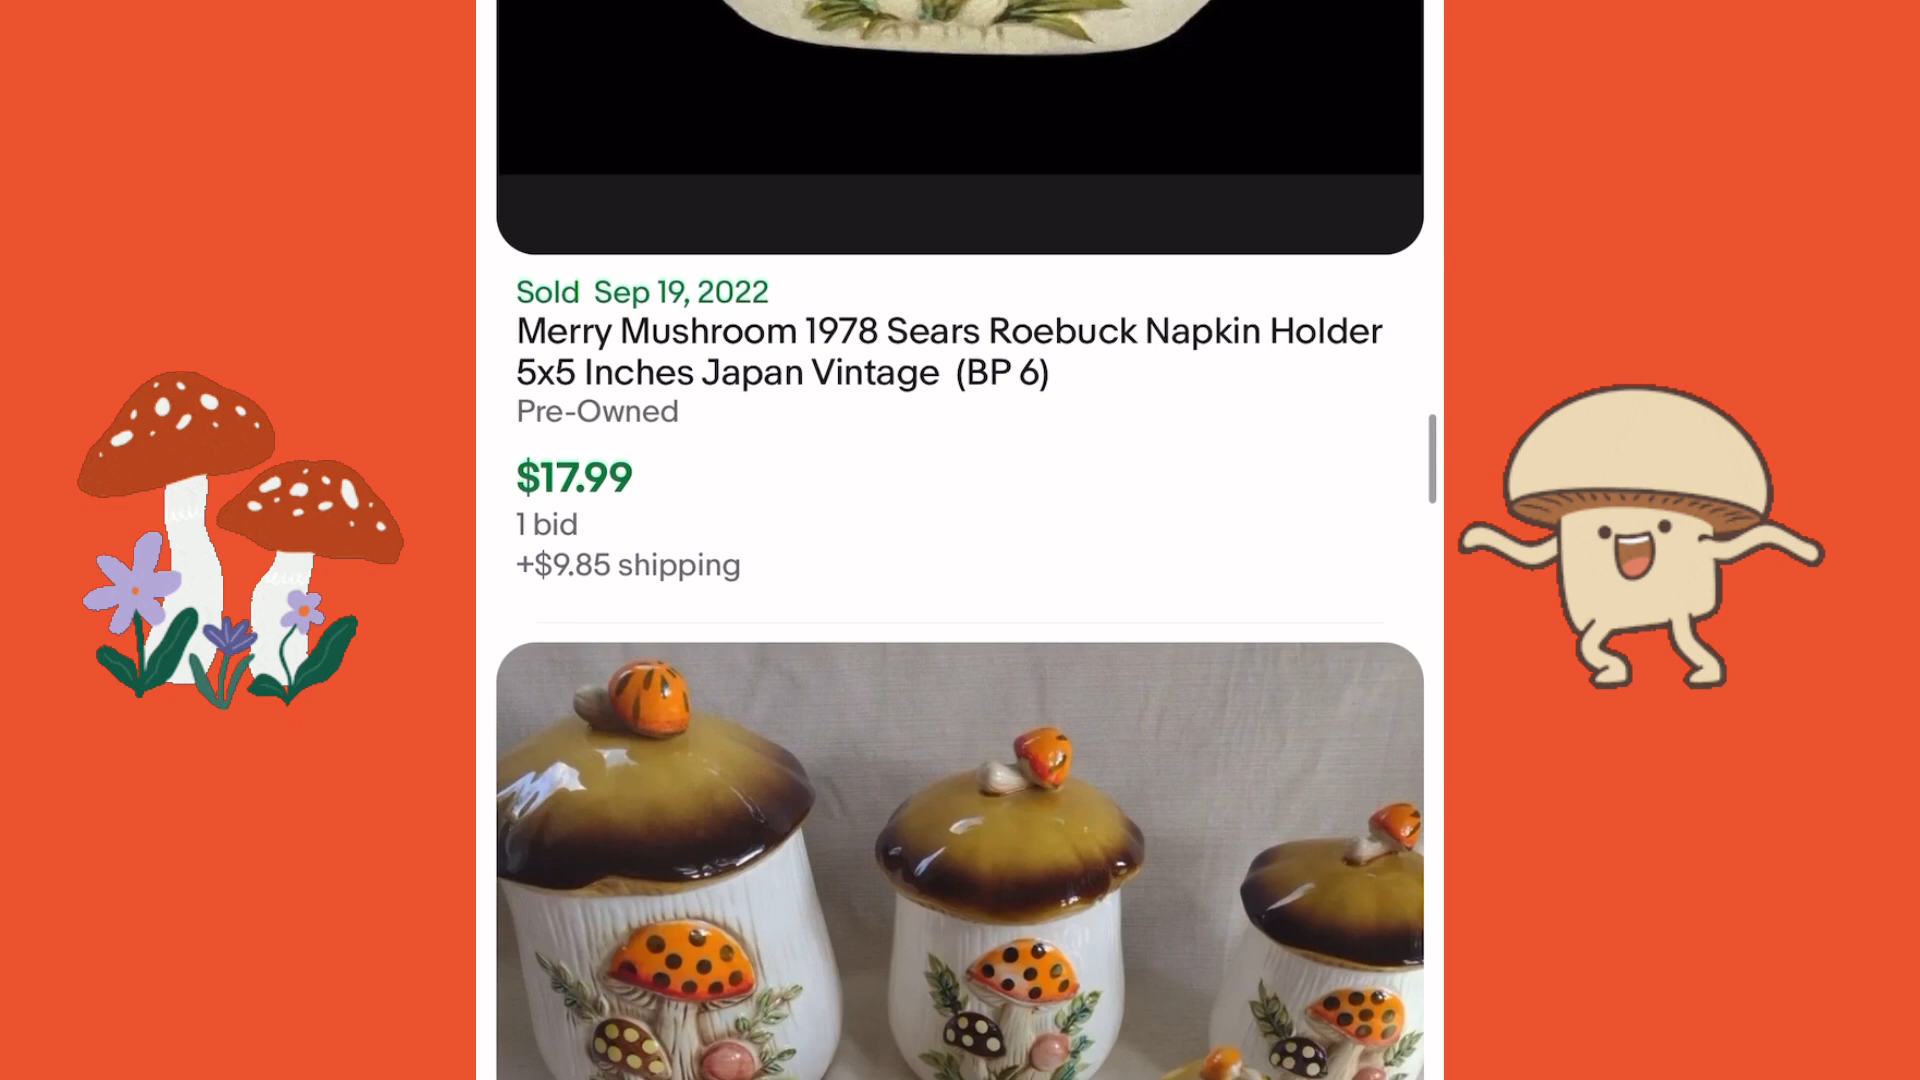 Sold Sep 19, 2022
Merry Mushroom 1978 Sears Roebuck Napkin Holder
5x5 Inches Japan Vintage (BP 6)
Pre-Owned
$17.99
1 bid
+$9.85 shipping